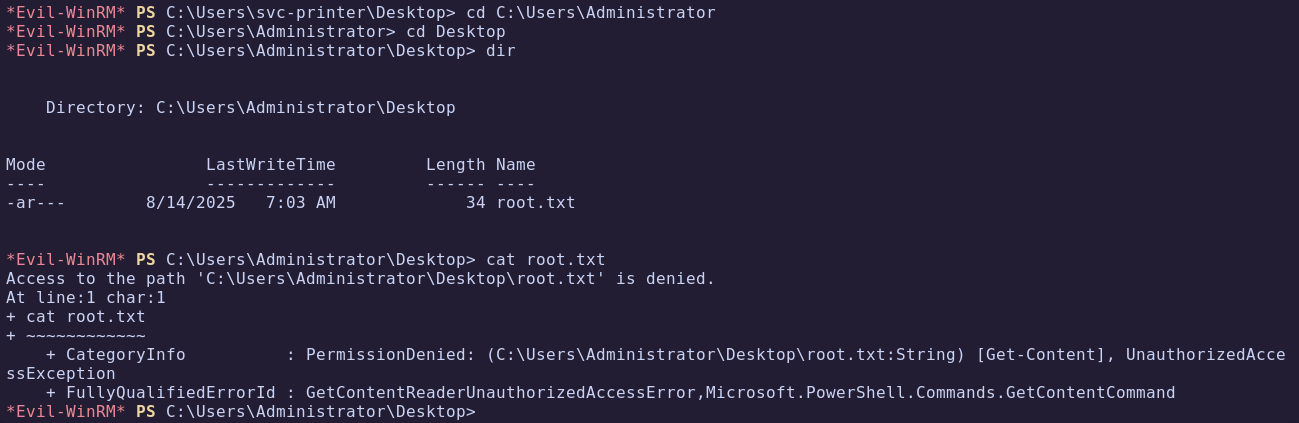 *Evil-WinRM* PS C:\Users\svc-printer\Desktop> cd C:\Users\Administrator
*Evil-WinRM* PS C:\Users\Administrator> cd Desktop
*Evil-WinRM* PS C:\Users\Administrator\Desktop> dir
    Directory: C:\Users\Administrator\Desktop
Mode                LastWriteTime         Length Name
----                -------------         ------ ----
-ar---        8/14/2025   7:03 AM             34 root.txt
*Evil-WinRM* PS C:\Users\Administrator\Desktop> cat root.txt
Access to the path 'C:\Users\Administrator\Desktop\root.txt' is denied.
At line:1 char:1
+ cat root.txt
+ ~~~~~~~~~~~~
    + CategoryInfo          : PermissionDenied: (C:\Users\Administrator\Desktop\root.txt:String) [Get-Content], UnauthorizedAcce
ssException
    + FullyQualifiedErrorId : GetContentReaderUnauthorizedAccessError,Microsoft.PowerShell.Commands.GetContentCommand
*Evil-WinRM* PS C:\Users\Administrator\Desktop>